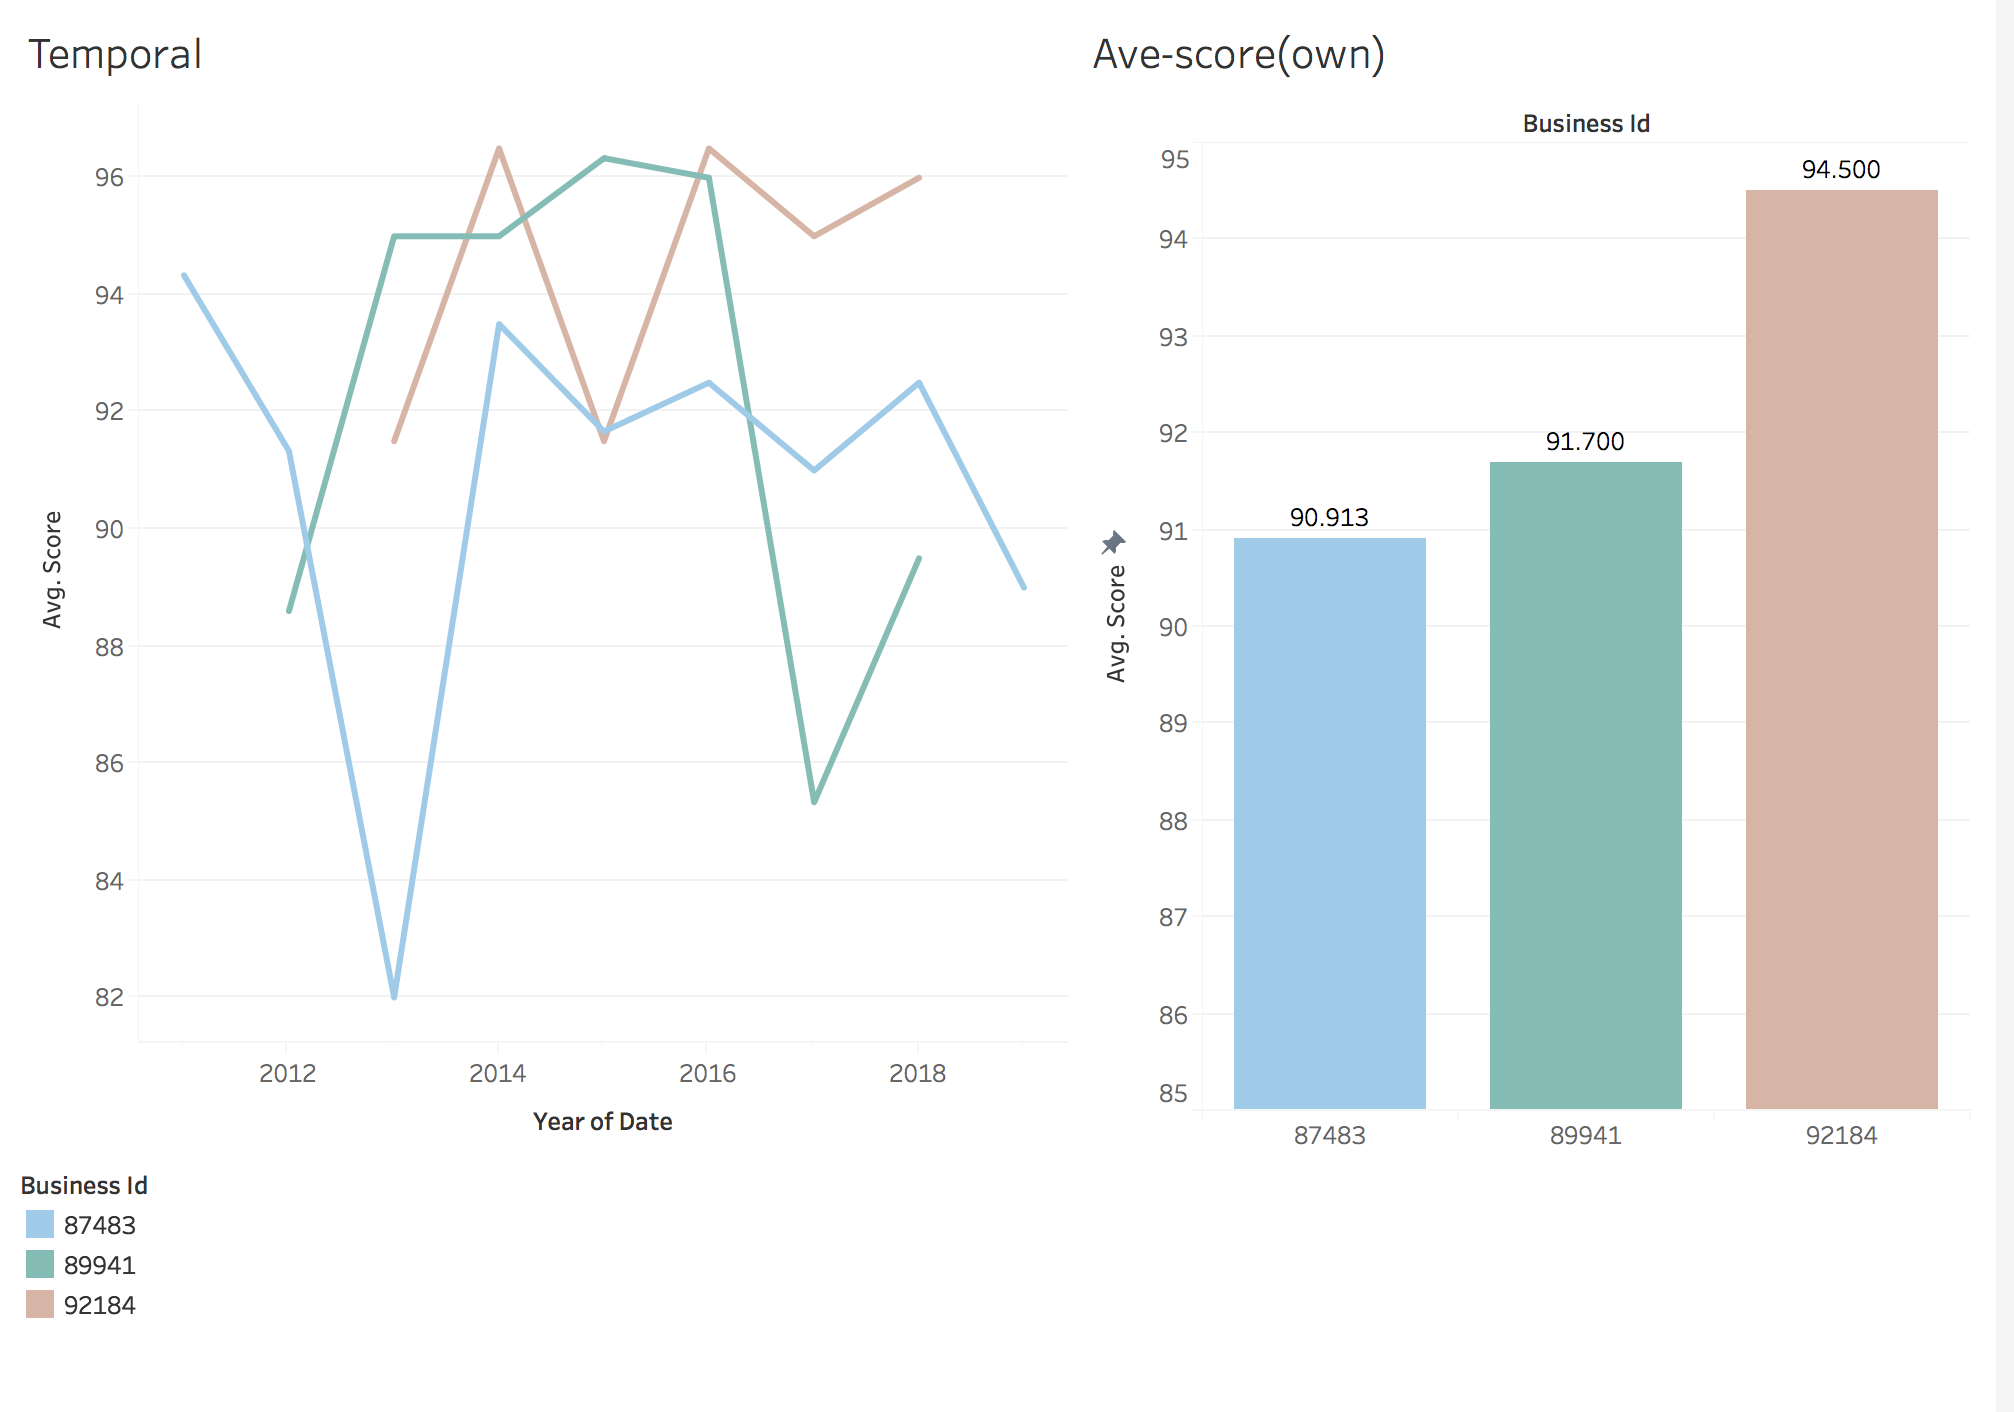 Temporal
96
94
92
90
88
86
84
82
Avg. Score
2012 2014 2016 2018
Year of Date
Business Id
87483
89941
92184
Ave-score(own)
Business Id
95
94
93
92
91
90
89
88
87
86
85
Avg. Score
90.913
91.700
94.500
87483 89941 92184